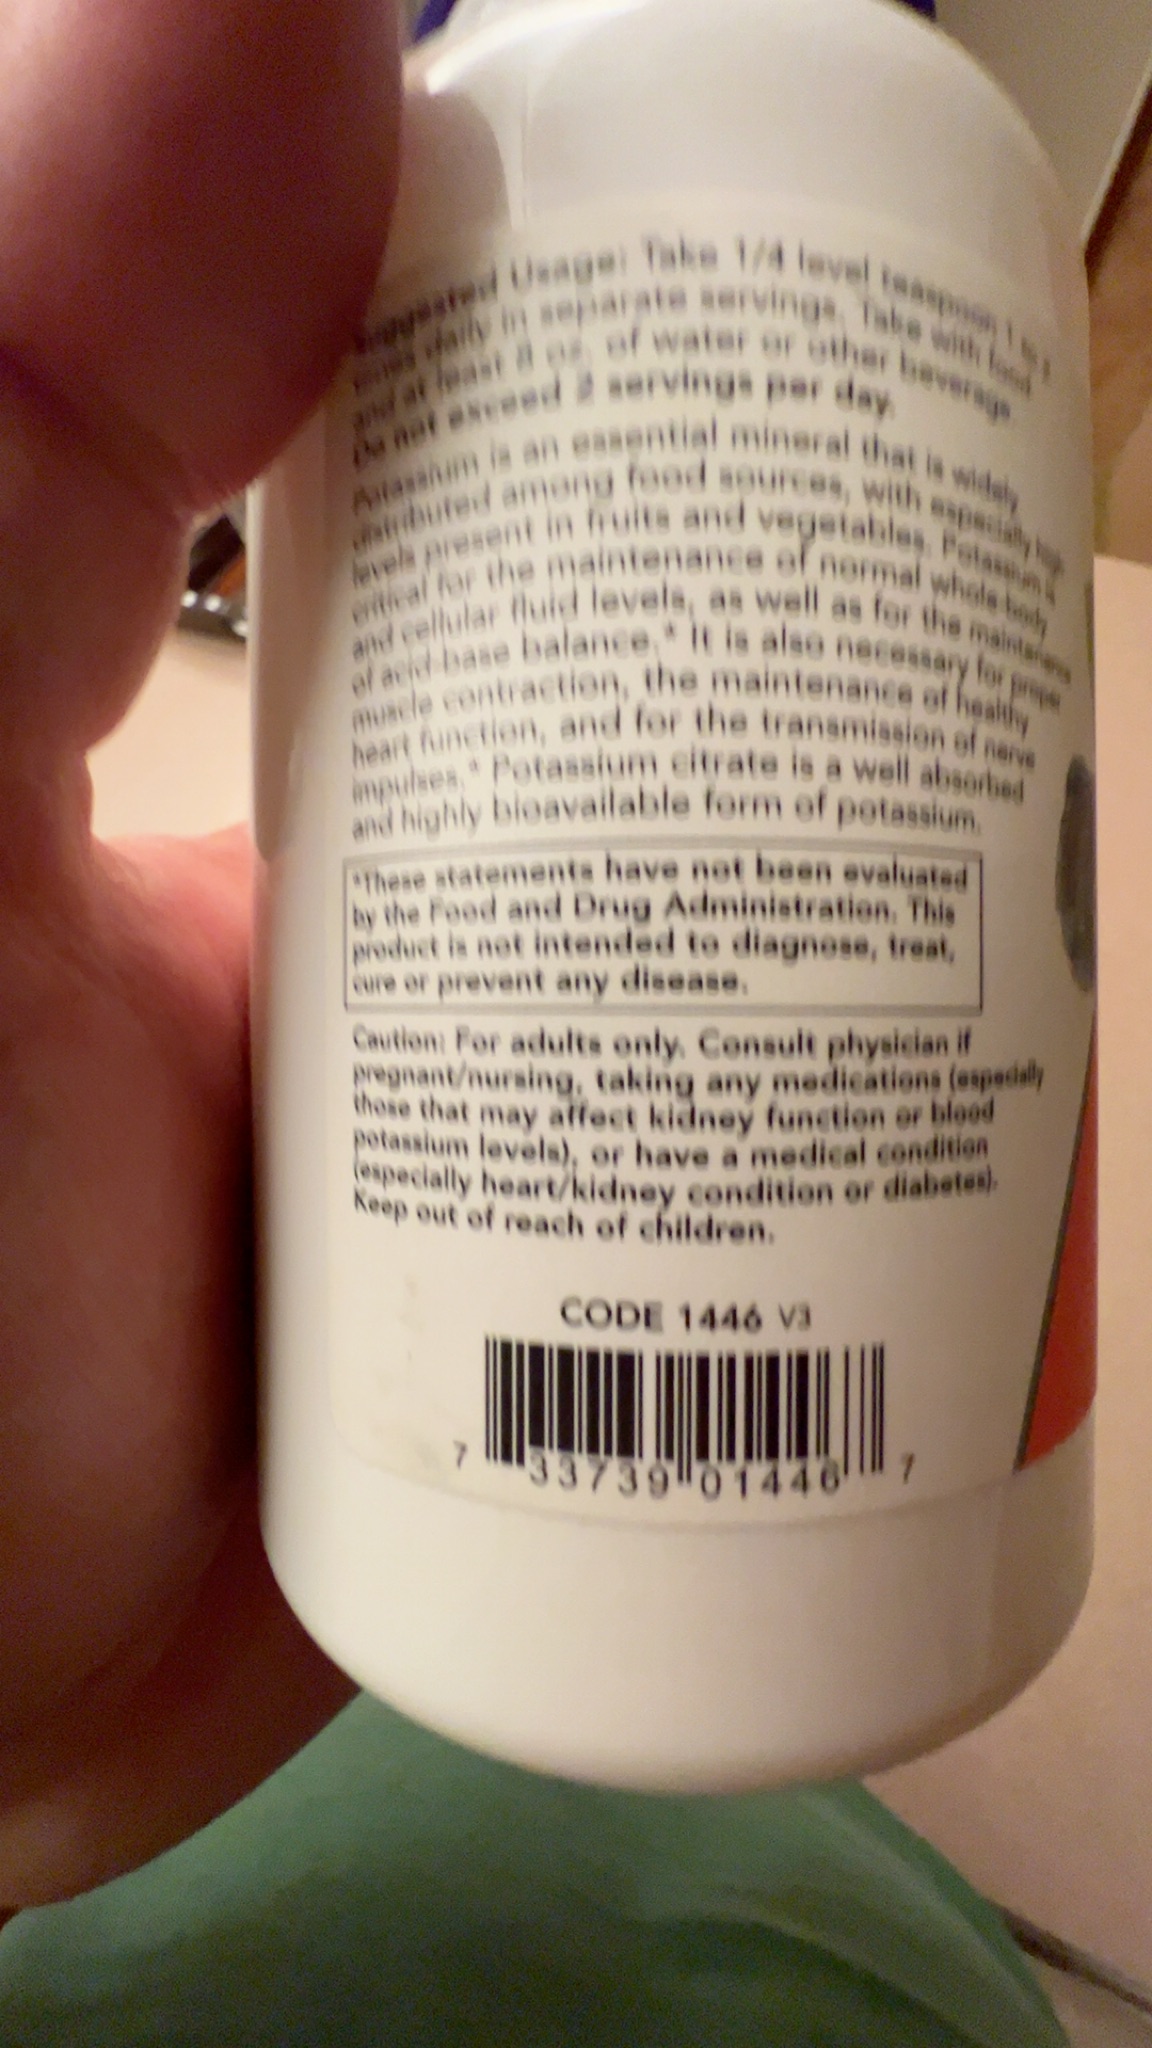 Suggested Usage: Take 1/4 level teaspoon 1 to 2
times daily in separate servings. Take with food
and at least 8 oz. of water or other beverage.
Do not exceed 2 servings per day.
Potassium is an essential mineral that is widely
distributed among food sources, with especially high
levels present in fruits and vegetables. Potassium is
critical for the maintenance of normal whole-body
and cellular fluid levels, as well as for the maintenance
of acid-base balance.* It is also necessary for proper
muscle contraction, the maintenance of healthy
heart function, and for the transmission of nerve
impulses.* Potassium citrate is a well absorbed
and highly bioavailable form of potassium.
*These statements have not been evaluated
by the Food and Drug Administration. This
product is not intended to diagnose, treat,
cure or prevent any disease.
Caution: For adults only. Consult physician if
pregnant/nursing, taking any medications (especially
those that may affect kidney function or blood
potassium levels), or have a medical condition
(especially heart/kidney condition or diabetes).
Keep out of reach of children.
CODE 1446 V3
7 33739 01446 7